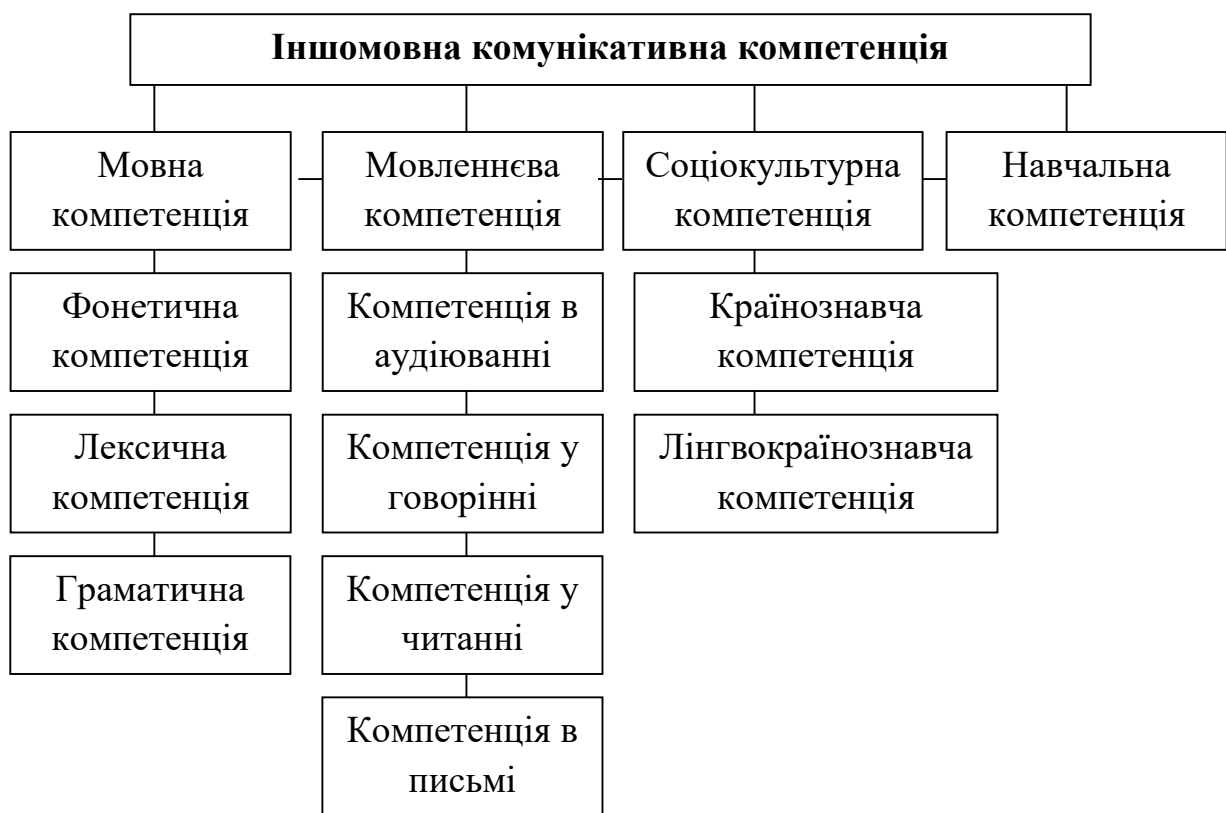 Іншомовна комунікативна компетенція
Мовна
компетенція
Мовленнєва
компетенція
Соціокультурна
компетенція
Навчальна
компетенція
Фонетична
компетенція
Компетенція в
аудіюванні
Країнознавча
компетенція
Лексична
компетенція
Компетенція у
говорінні
Лінгвокраїнознавча
компетенція
Граматична
компетенція
Компетенція у
читанні
Компетенція в
письмі